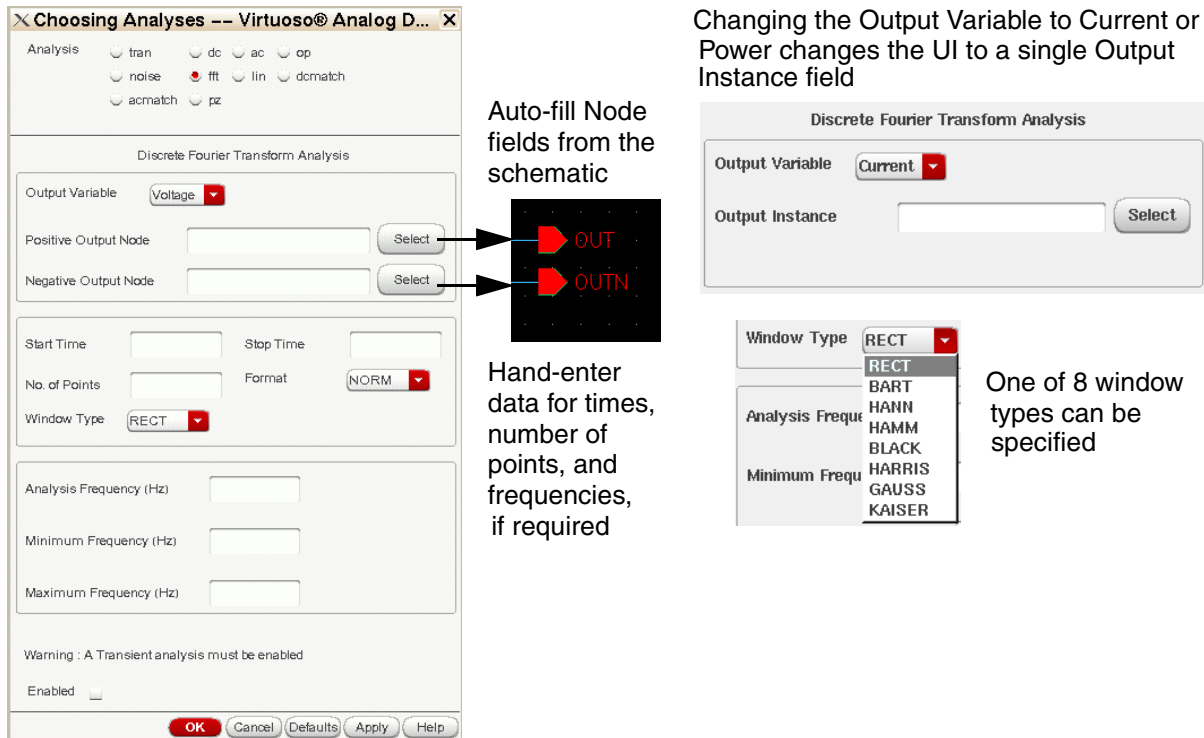 Choosing Analyses -- Virtuoso® Analog D...
Analysis
tran dc ac op
noise fft lin dcmatch
acmatch pz
Discrete Fourier Transform Analysis
Output Variable Voltage
Positive Output Node Select
Negative Output Node Select
Start Time Stop Time
No. of Points Format NORM
Window Type RECT
Analysis Frequency (Hz)
Minimum Frequency (Hz)
Maximum Frequency (Hz)
Warning : A Transient analysis must be enabled
Enabled
OK Cancel Defaults Apply Help
Auto-fill Node
fields from the
schematic
OUT
OUTN
Hand-enter
data for times,
number of
points, and
frequencies,
if required
Changing the Output Variable to Current or
Power changes the UI to a single Output
Instance field
Discrete Fourier Transform Analysis
Output Variable Current
Output Instance Select
Window Type RECT
RECT
BART
HANN
Analysis Freque
HAMM
BLACK
Minimum Frequ
HARRIS
GAUSS
KAISER
One of 8 window
types can be
specified